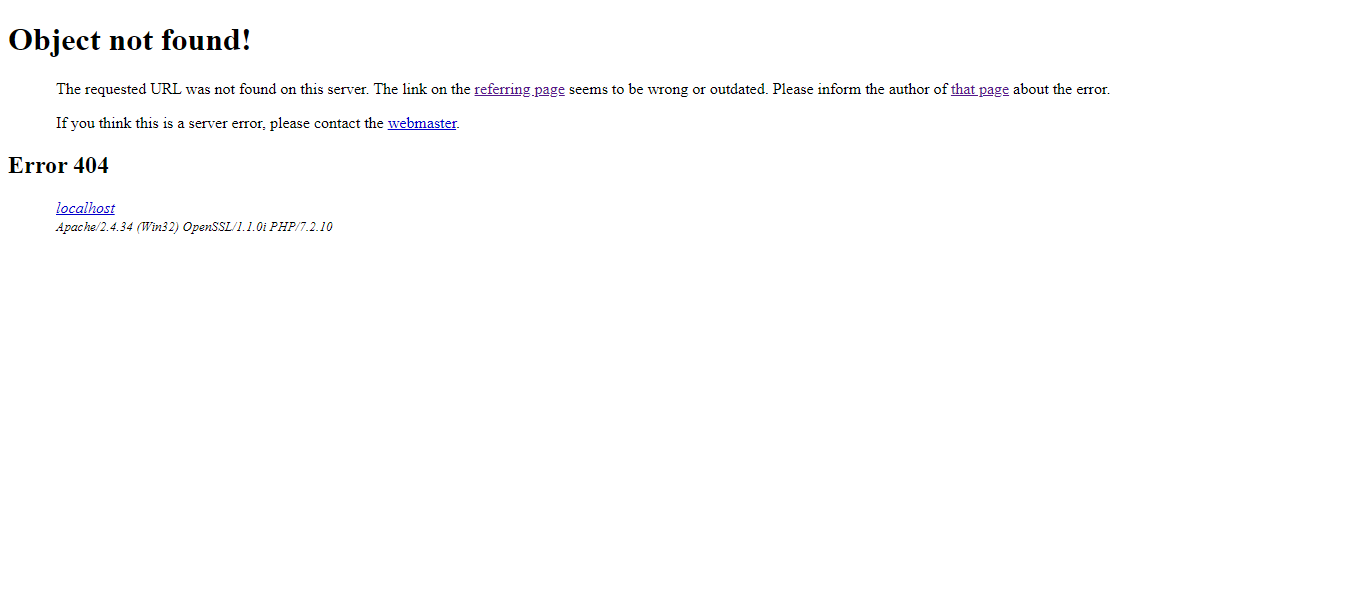 Object not found!
The requested URL was not found on this server. The link on the referring page seems to be wrong or outdated. Please inform the author of that page about the error.
If you think this is a server error, please contact the webmaster.
Error 404
localhost
Apache/2.4.34 (Win32) OpenSSL/1.1.0i PHP/7.2.10